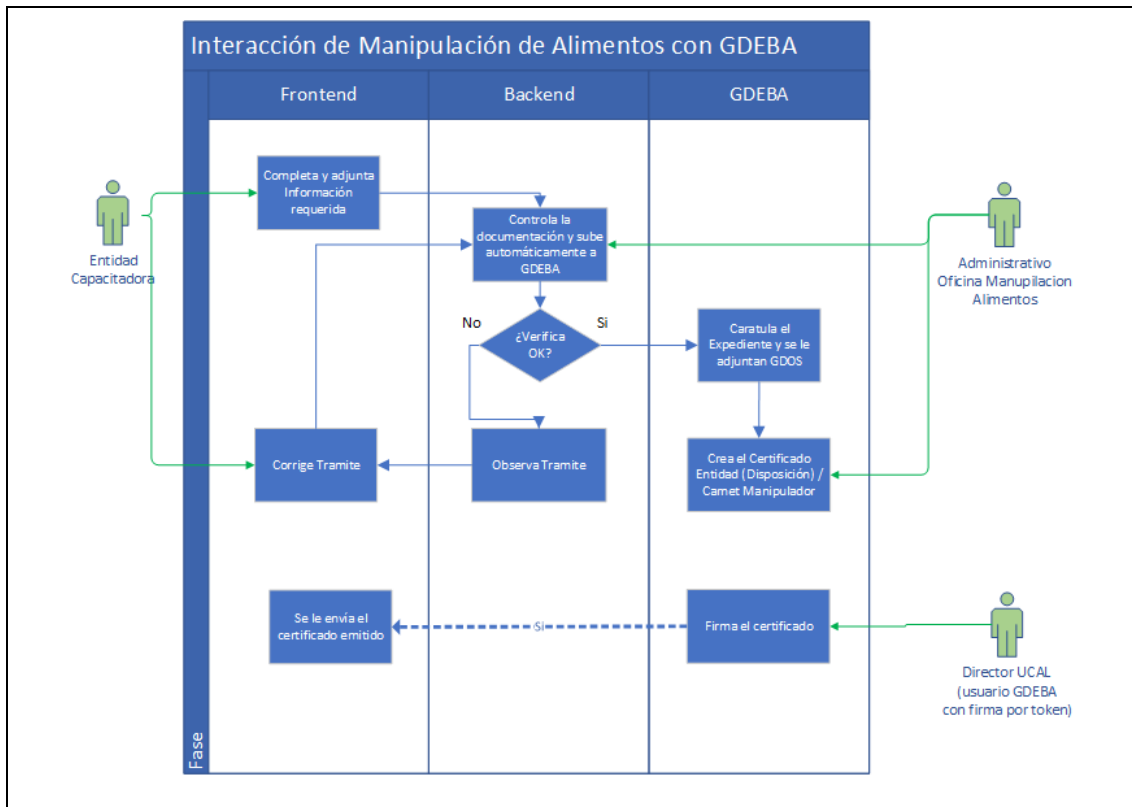 Interacción de Manipulación de Alimentos con GDEBA
Frontend
Backend
GDEBA
Completa y adjunta
Información
requerida
Controla la
documentación y sube
automáticamente a
GDEBA
Entidad
Capacitadora
Administrativo
Oficina Manupilacion
Alimentos
No
Si
¿Verifica
OK?
Caratula el
Expediente y se le
adjuntan GDOS
Corrige Tramite
Observa Tramite
Crea el Certificado
Entidad (Disposición) /
Carnet Manipulador
Se le envía el
certificado emitido
Si
Firma el certificado
Director UCAL
(usuario GDEBA
con firma por token)
Fase